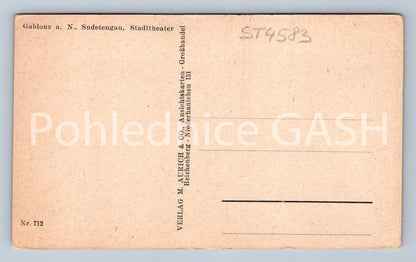 Gablonz a. N., Sudetengau, Stadttheater
ST4583
VERLAG M. AURICH & CO., Ansichtskarten - Großhandel
Reichenberg - Niederhanichen 151
Pohlednice GASH
Nr. 712